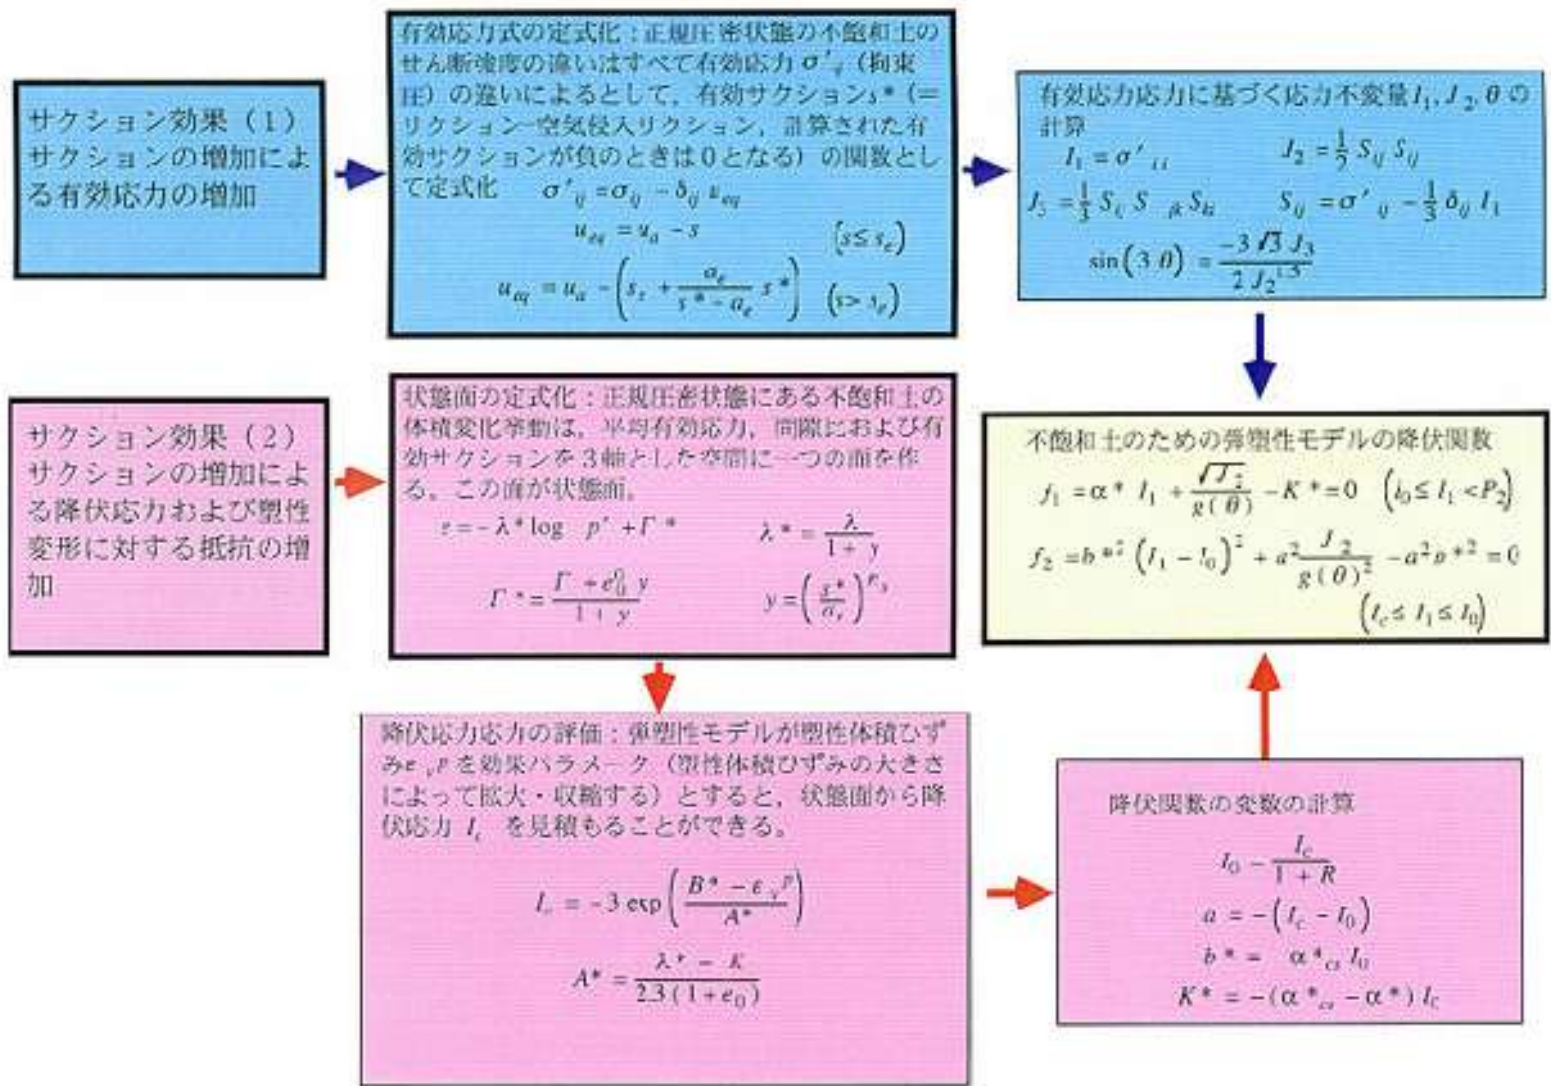 サクション効果（1）
サクションの増加によ
る有効応力の増加
有効応力式の定式化：正規圧密状態の不飽和土の
せん断強度の違いはすべて有効応力 σ'ij（拘束
圧）の違いによるとして，有効サクションs*（＝
リクション-空気侵入リクション，計算された有
効サクションが負のときは0となる）の関数とし
て定式化 σ'ij = σij - δij ueq
ueq = ua - s (s ≤ se)
ueq = ua - (se + ae / (s* - ae) s*) (s > se)
有効応力応力に基づく応力不変量I1, J2, θ の
計算
I1 = σ'ii J2 = 1/2 Sij Sij
J3 = 1/3 Sij Sjk Ski Sij = σ'ij - 1/3 δij I1
sin(3θ) = -3√3 J3 / 2 J2^1.5
サクション効果（2）
サクションの増加によ
る降伏応力および塑性
変形に対する抵抗の増
加
状態面の定式化：正規圧密状態にある不飽和土の
体積変化挙動は，平均有効応力，間隙比および有
効サクションを3軸とした空間に一つの面を作
る。この面が状態面。
e = -λ* log p' + Γ* λ* = λ / (1 + y)
Γ* = (Γ + e0^0 y) / (1 + y) y = (s* / )
不飽和土のための弾塑性モデルの降伏関数
f1 = α* I1 + √J2 / g(θ) - K* = 0 (I0 ≤ I1 < P2)
f2 = b*² (I1 - I0)² + a² J2 / g(θ)² - a² *² = 0
(Ic ≤ I1 ≤ I0)
降伏応力応力の評価：弾塑性モデルが塑性体積ひず
みevpを効果パラメータ（塑性体積ひずみの大きさ
によって拡大・収縮する）とすると，状態面から降
伏応力 Ic を見積もることができる。
Ic = -3 exp((B* - εvp) / A*)
A* = (λ* - κ) / 2.3(1 + e0)
降伏関数の変数の計算
I0 = Ic / (1 + R)
a = -(Ic - I0)
b* = α*cs I0
K* = -(α*cs - α*) IC